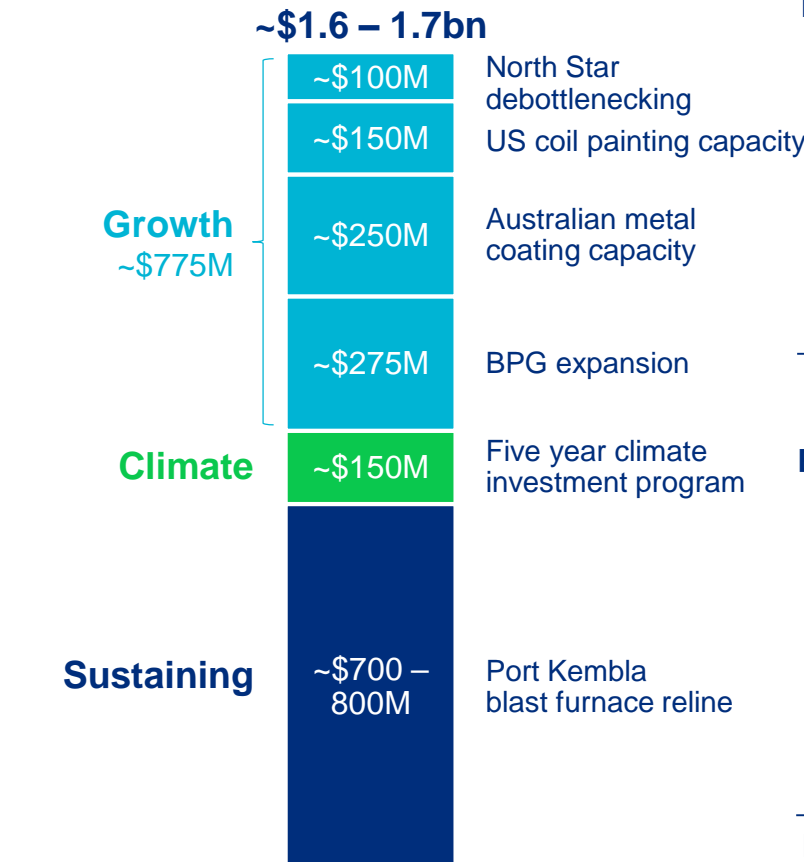 ~$1.6 – 1.7bn
~$100M
North Star
debottlenecking
~$150M
US coil painting capacity
Growth
~$775M
~$250M
Australian metal
coating capacity
~$275M
BPG expansion
Climate
~$150M
Five year climate
investment program
Sustaining
~$700 –
800M
Port Kembla
blast furnace reline